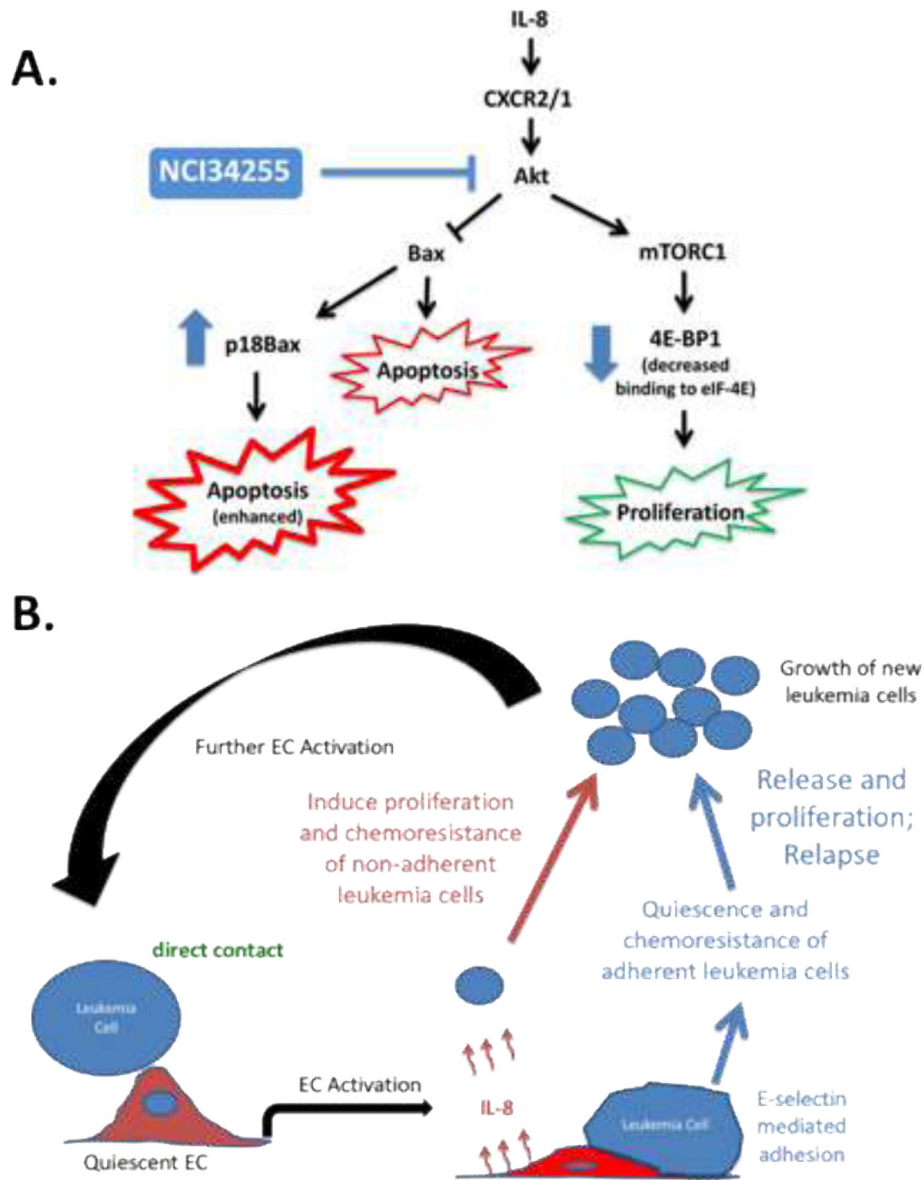 A.
IL-8
CXCR2/1
NCI34255
Akt
Bax
mTORC1
p18Bax
Apoptosis
4E-BP1
(decreased
binding to eIF-4E)
Apoptosis
(enhanced)
Proliferation
B.
Growth of new
leukemia cells
Further EC Activation
Release and
proliferation;
Relapse
Induce proliferation
and chemoresistance
of non-adherent
leukemia cells
Quiescence and
chemoresistance of
adherent leukemia cells
direct contact
Leukemia
Cell
EC Activation
IL-8
Leukemia Cell
E-selectin
mediated
adhesion
Quiescent EC